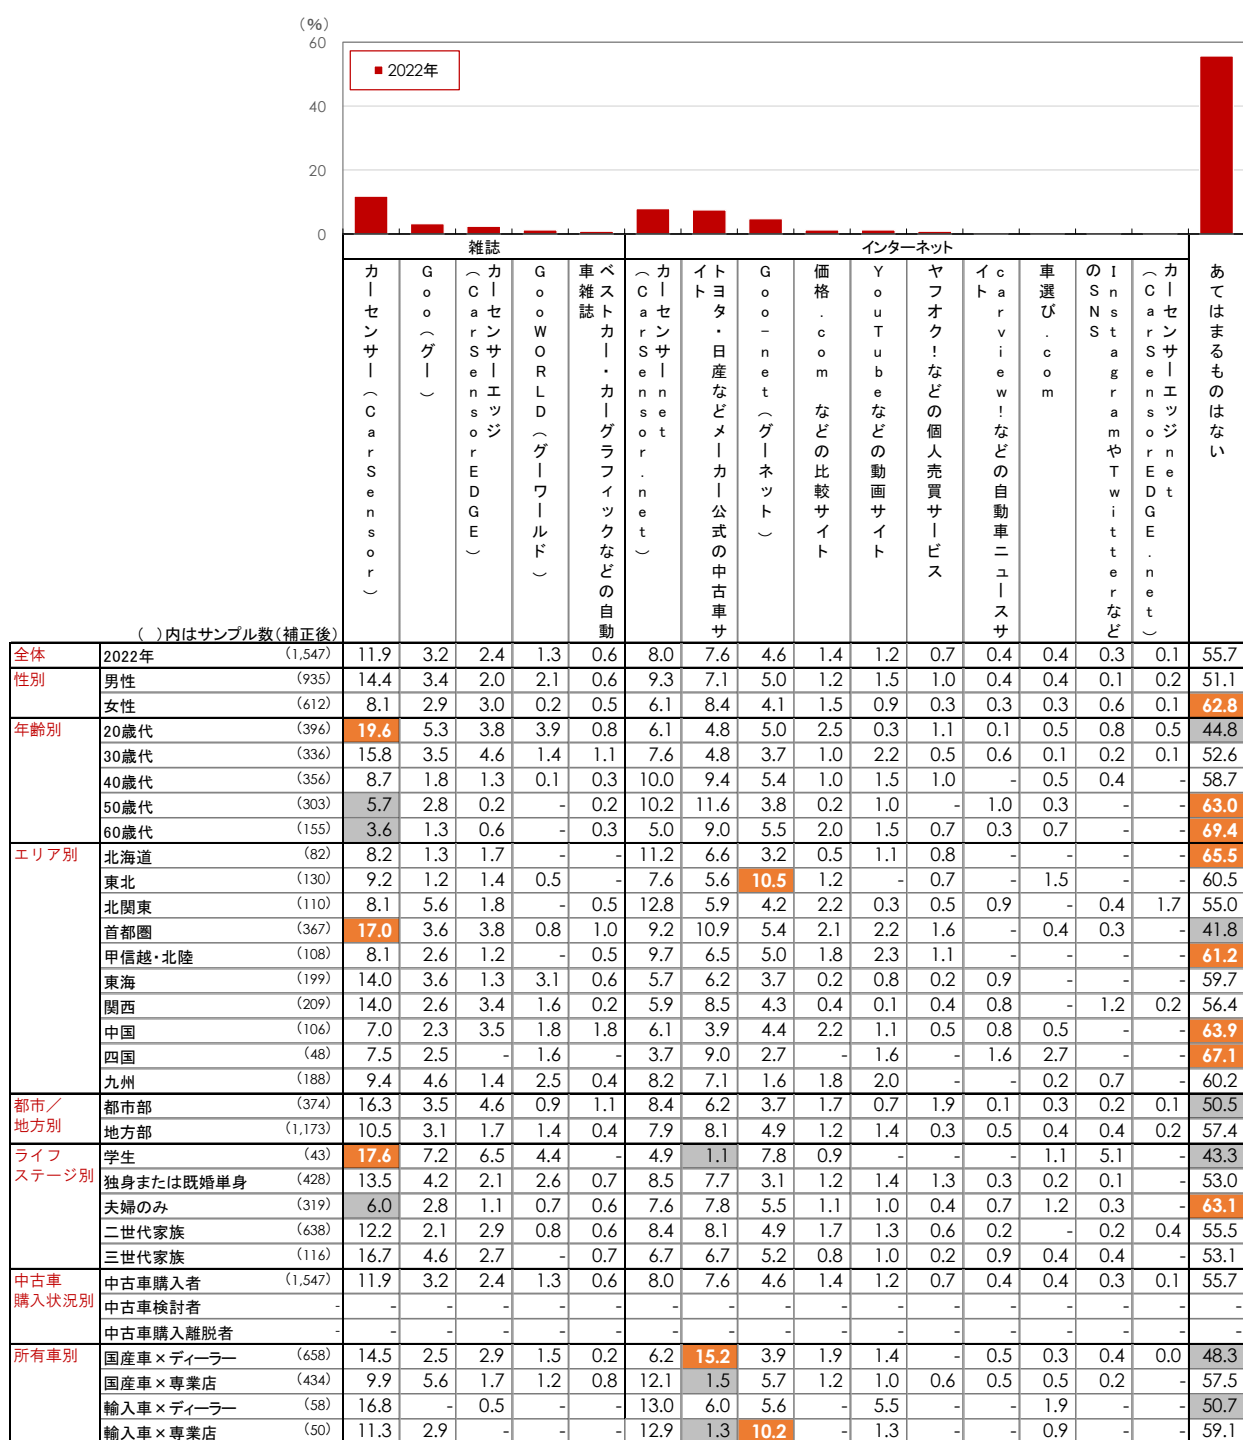 (%)
60
40
20
0
2022年
雑誌 インターネット
カーセンサー(CarSensor)
Goo(グー)
カーセンサーエッジ(CarSensorEDGE)
GooWORLD(グーワールド)
ベストカー・カーグラフィックなどの自動車雑誌
カーセンサーnet(CarSensor.net)
トヨタ・日産などメーカー公式の中古車サイト
Goo-net(グーネット)
価格.com などの比較サイト
YouTubeなどの動画サイト
ヤフオク!などの個人売買サービス
carview!などの自動車ニュースサイト
車選び.com
InstagramやTwitterなどのSNS
カーセンサーエッジnet(CarSensorEDGE.net)
あてはまるものはない
( )内はサンプル数(補正後)
全体 2022年 (1,547) 11.9 3.2 2.4 1.3 0.6 8.0 7.6 4.6 1.4 1.2 0.7 0.4 0.4 0.3 0.1 55.7
性別 男性 (935) 14.4 3.4 2.0 2.1 0.6 9.3 7.1 5.0 1.2 1.5 1.0 0.4 0.4 0.1 0.2 51.1
女性 (612) 8.1 2.9 3.0 0.2 0.5 6.1 8.4 4.1 1.5 0.9 0.3 0.3 0.3 0.6 0.1 62.8
年齢別 20歳代 (396) 19.6 5.3 3.8 3.9 0.8 6.1 4.8 5.0 2.5 0.3 1.1 0.1 0.5 0.8 0.5 44.8
30歳代 (336) 15.8 3.5 4.6 1.4 1.1 7.6 4.8 3.7 1.0 2.2 0.5 0.6 0.1 0.2 0.1 52.6
40歳代 (356) 8.7 1.8 1.3 0.1 0.3 10.0 9.4 5.4 1.0 1.5 1.0 - 0.5 0.4 - 58.7
50歳代 (303) 5.7 2.8 0.2 - 0.2 10.2 11.6 3.8 0.2 1.0 - 1.0 0.3 - - 63.0
60歳代 (155) 3.6 1.3 0.6 - 0.3 5.0 9.0 5.5 2.0 1.5 0.7 0.3 0.7 - - 69.4
エリア別 北海道 (82) 8.2 1.3 1.7 - - 11.2 6.6 3.2 0.5 1.1 0.8 - - - - 65.5
東北 (130) 9.2 1.2 1.4 0.5 - 7.6 5.6 10.5 1.2 - 0.7 - 1.5 - - 60.5
北関東 (110) 8.1 5.6 1.8 - 0.5 12.8 5.9 4.2 2.2 0.3 0.5 0.9 - 0.4 1.7 55.0
首都圏 (367) 17.0 3.6 3.8 0.8 1.0 9.2 10.9 5.4 2.1 2.2 1.6 - 0.4 0.3 - 41.8
甲信越・北陸 (108) 8.1 2.6 1.2 - 0.5 9.7 6.5 5.0 1.8 2.3 1.1 - - - - 61.2
東海 (199) 14.0 3.6 1.3 3.1 0.6 5.7 6.2 3.7 0.2 0.8 0.2 0.9 - - - 59.7
関西 (209) 14.0 2.6 3.4 1.6 0.2 5.9 8.5 4.3 0.4 0.1 0.4 0.8 - 1.2 0.2 56.4
中国 (106) 7.0 2.3 3.5 1.8 1.8 6.1 3.9 4.4 2.2 1.1 0.5 0.8 0.5 - - 63.9
四国 (48) 7.5 2.5 - 1.6 - 3.7 9.0 2.7 - 1.6 - 1.6 2.7 - - 67.1
九州 (188) 9.4 4.6 1.4 2.5 0.4 8.2 7.1 1.6 1.8 2.0 - - 0.2 0.7 - 60.2
都市/ 都市部 (374) 16.3 3.5 4.6 0.9 1.1 8.4 6.2 3.7 1.7 0.7 1.9 0.1 0.3 0.2 0.1 50.5
地方別 地方部 (1,173) 10.5 3.1 1.7 1.4 0.4 7.9 8.1 4.9 1.2 1.4 0.3 0.5 0.4 0.4 0.2 57.4
ライフ 学生 (43) 17.6 7.2 6.5 4.4 - 4.9 1.1 7.8 0.9 - - - 1.1 5.1 - 43.3
ステージ別 独身または既婚単身 (428) 13.5 4.2 2.1 2.6 0.7 8.5 7.7 3.1 1.2 1.4 1.3 0.3 0.2 0.1 - 53.0
夫婦のみ (319) 6.0 2.8 1.1 0.7 0.6 7.6 7.8 5.5 1.1 1.0 0.4 0.7 1.2 0.3 - 63.1
二世代家族 (638) 12.2 2.1 2.9 0.8 0.6 8.4 8.1 4.9 1.7 1.3 0.6 0.2 - 0.2 0.4 55.5
三世代家族 (116) 16.7 4.6 2.7 - 0.7 6.7 6.7 5.2 0.8 1.0 0.2 0.9 0.4 0.4 - 53.1
中古車 中古車購入者 (1,547) 11.9 3.2 2.4 1.3 0.6 8.0 7.6 4.6 1.4 1.2 0.7 0.4 0.4 0.3 0.1 55.7
購入状況別 中古車検討者 - - - - - - - - - - - - - - - - -
中古車購入離脱者 - - - - - - - - - - - - - - - - -
所有車別 国産車×ディーラー (658) 14.5 2.5 2.9 1.5 0.2 6.2 15.2 3.9 1.9 1.4 - 0.5 0.3 0.4 0.0 48.3
国産車×専業店 (434) 9.9 5.6 1.7 1.2 0.8 12.1 1.5 5.7 1.2 1.0 0.6 0.5 0.5 0.2 - 57.5
輸入車×ディーラー (58) 16.8 - 0.5 - - 13.0 6.0 5.6 - 5.5 - - 1.9 - - 50.7
輸入車×専業店 (50) 11.3 2.9 - - - 12.9 1.3 10.2 - 1.3 - - 0.9 - - 59.1